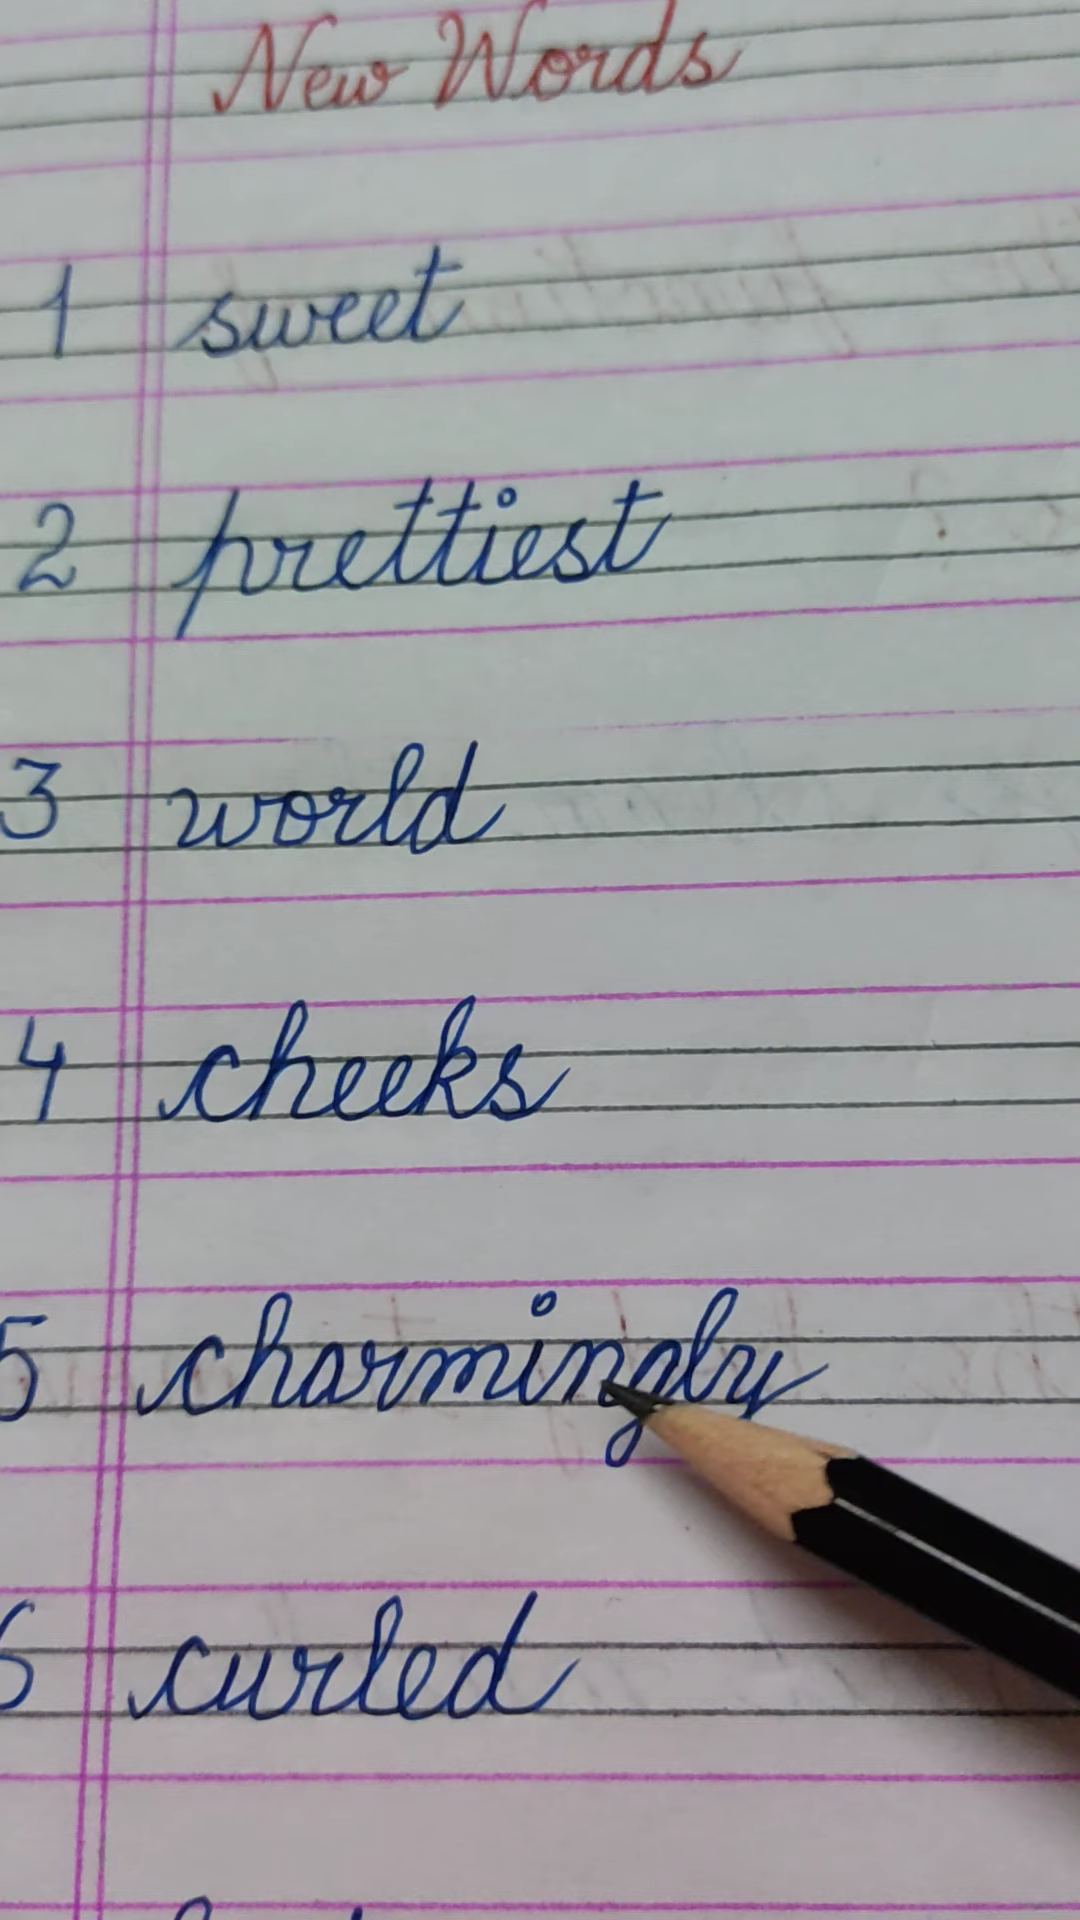 New Words
1 sweet
2 prettiest
3 world
4 cheeks
5 charmingly
6 curled